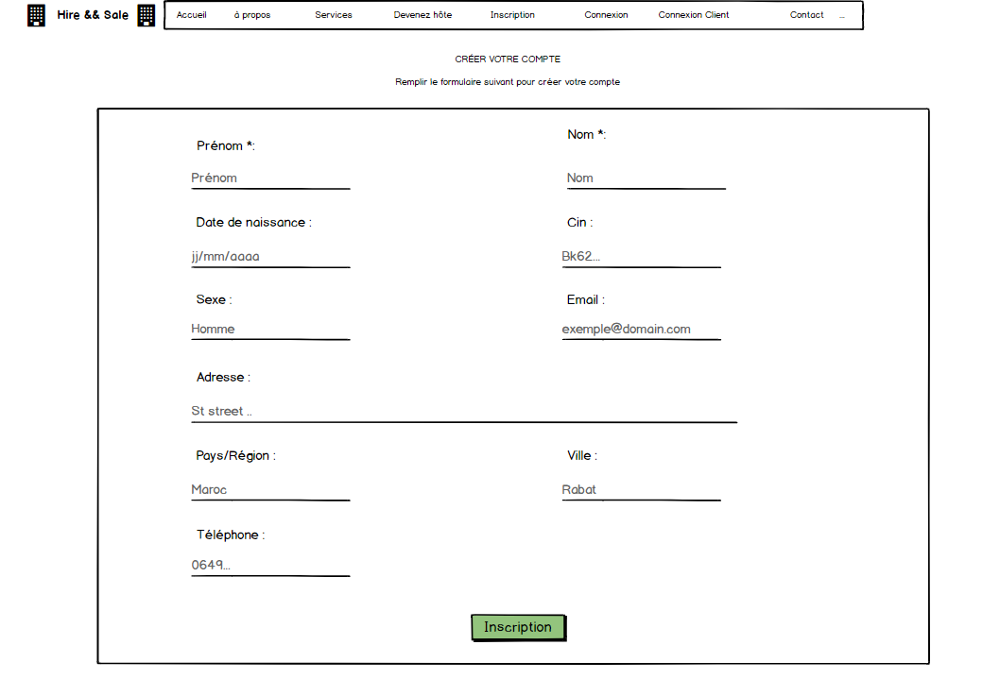 Hire && Sale
Accueil à propos Services Devenez hôte Inscription Connexion Connexion Client Contact ...
CRÉER VOTRE COMPTE
Remplir le formulaire suivant pour créer votre compte
Prénom *: Nom *:
Prénom Nom
Date de naissance : Cin :
jj/mm/aaaa Bk62...
Sexe : Email :
Homme exemple@domain.com
Adresse :
St street ..
Pays/Région : Ville :
Maroc Rabat
Téléphone :
0649...
Inscription